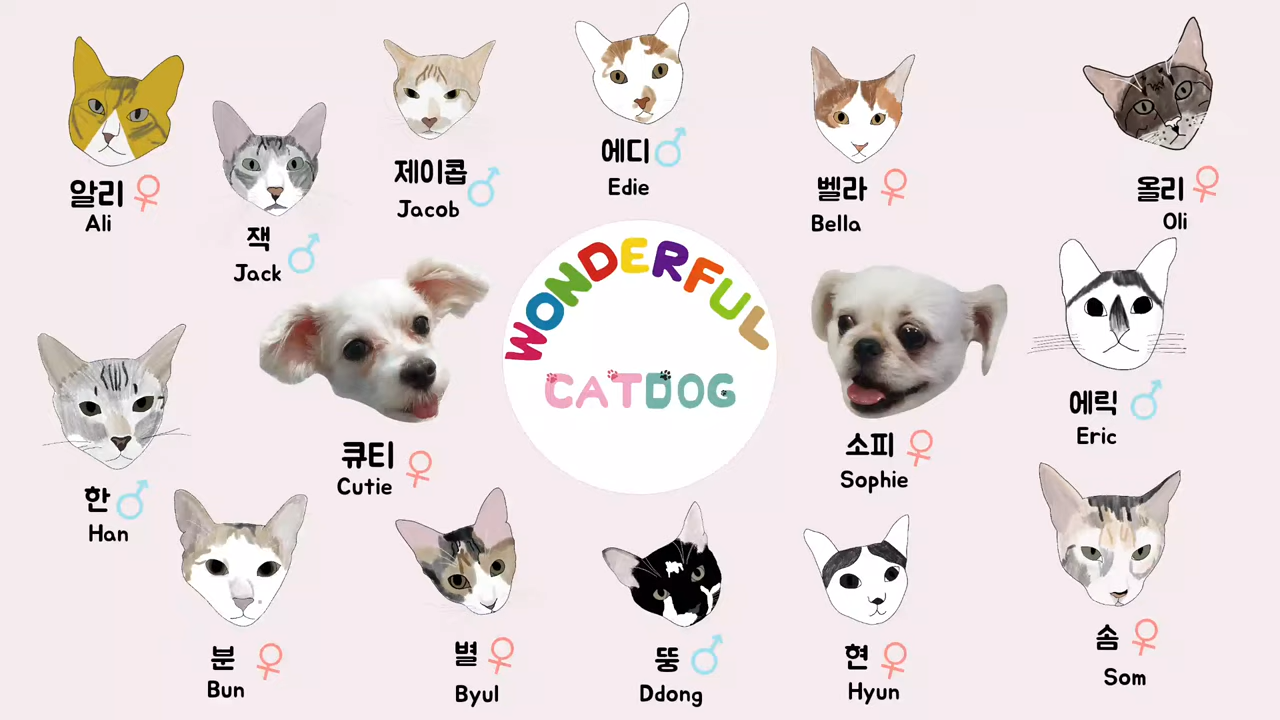 알리
Ali
잭
Jack
제이콥
Jacob
에디
Edie
벨라
Bella
올리
Oli
WONDERFUL
CATDOG
한
Han
큐티
Cutie
소피
Sophie
에릭
Eric
분
Bun
별
Byul
뚱
Ddong
현
Hyun
솜
Som